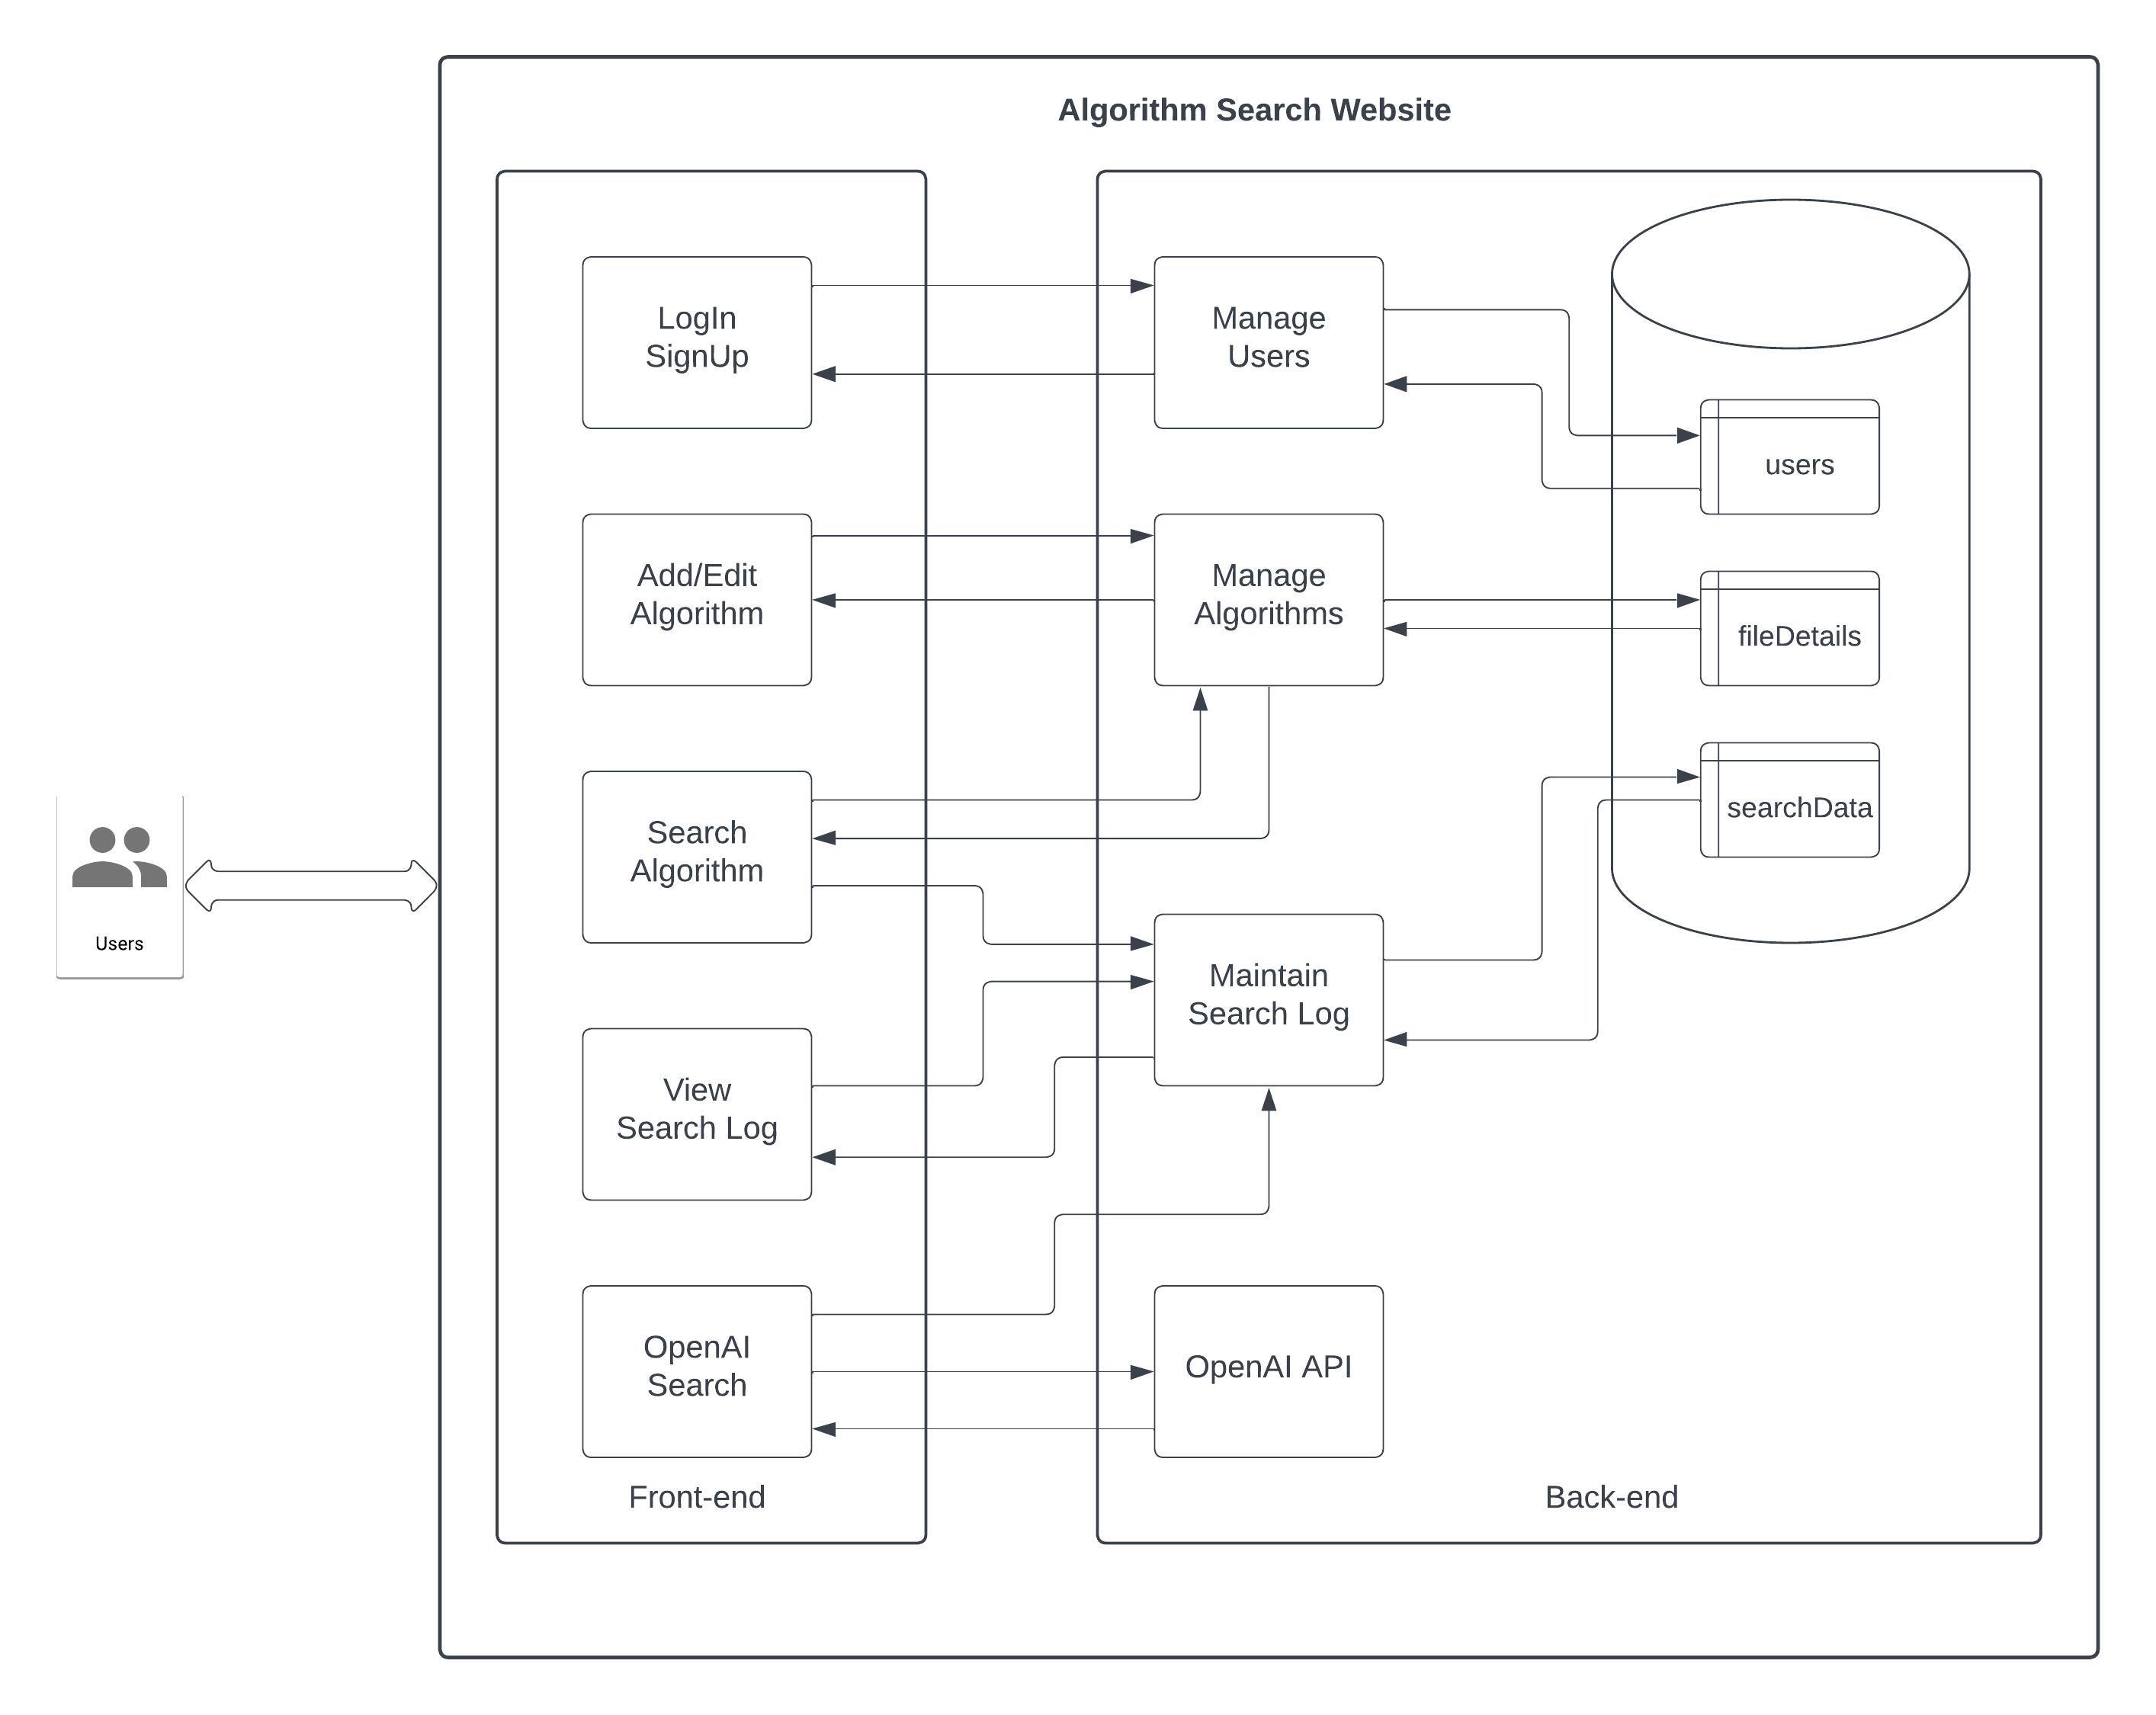 Algorithm Search Website
LogIn
SignUp
Manage
Users
users
Add/Edit
Algorithm
Manage
Algorithms
fileDetails
Search
Algorithm
searchData
Users
Maintain
Search Log
View
Search Log
OpenAI
Search
OpenAI API
Front-end
Back-end